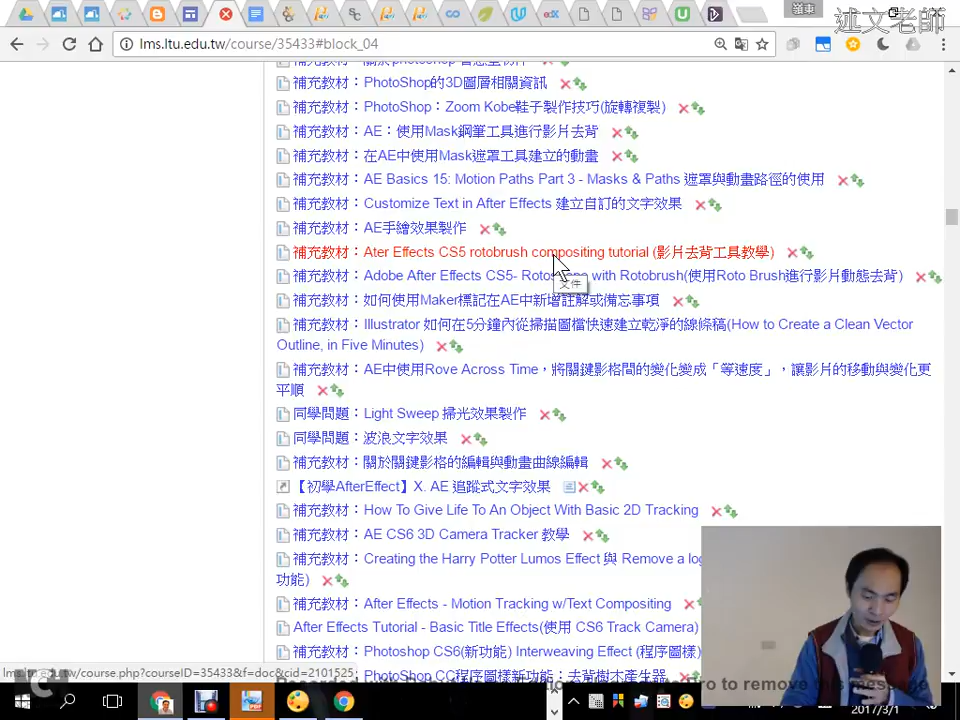 嶺東
述文老師
lms.ltu.edu.tw/course/35433#block_04
補充教材：PhotoShop的3D圖層相關資訊
補充教材：PhotoShop：Zoom Kobe鞋子製作技巧(旋轉複製)
補充教材：AE：使用Mask鋼筆工具進行影片去背
補充教材：在AE中使用Mask遮罩工具建立的動畫
補充教材：AE Basics 15: Motion Paths Part 3 - Masks & Paths 遮罩與動畫路徑的使用
補充教材：Customize Text in After Effects 建立自訂的文字效果
補充教材：AE手繪效果製作
補充教材：Ater Effects CS5 rotobrush compositing tutorial (影片去背工具教學)
補充教材：Adobe After Effects CS5- Roto with Rotobrush(使用Roto Brush進行影片動態去背)
文件
補充教材：如何使用Maker標記在AE中新增註解或備忘事項
補充教材：Illustrator 如何在5分鐘內從掃描圖檔快速建立乾淨的線條稿(How to Create a Clean Vector
Outline, in Five Minutes)
補充教材：AE中使用Rove Across Time，將關鍵影格間的變化變成「等速度」，讓影片的移動與變化更
平順
同學問題：Light Sweep 掃光效果製作
同學問題：波浪文字效果
補充教材：關於關鍵影格的編輯與動畫曲線編輯
【初學AfterEffect】X. AE 追蹤式文字效果
補充教材：How To Give Life To An Object With Basic 2D Tracking
補充教材：AE CS6 3D Camera Tracker 教學
補充教材：Creating the Harry Potter Lumos Effect 與 Remove a log
功能)
補充教材：After Effects - Motion Tracking w/Text Compositing
After Effects Tutorial - Basic Title Effects(使用 CS6 Track Camera)
補充教材：Photoshop CS6(新功能) Interweaving Effect (程序圖樣)
補充教材：PhotoShop CC程序圖樣新功能：去背樹木產生器
lms.ltu.edu.tw/course.php?courseID=35433&f=doc&cid=2101525
ro to remove this message
2017/3/1